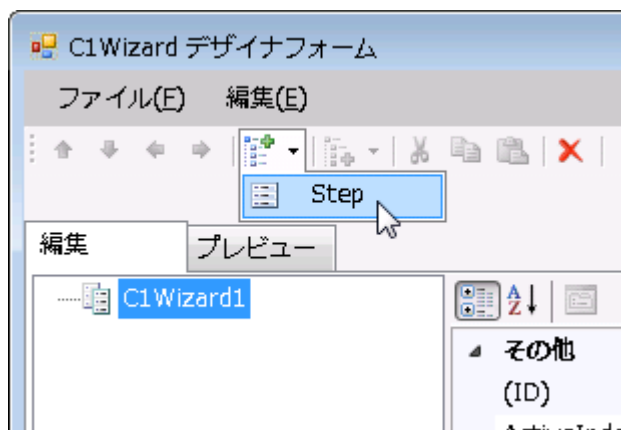 C1Wizard デザイナフォーム
ファイル(F) 編集(E)
Step
編集 プレビュー
C1Wizard1
その他
(ID)